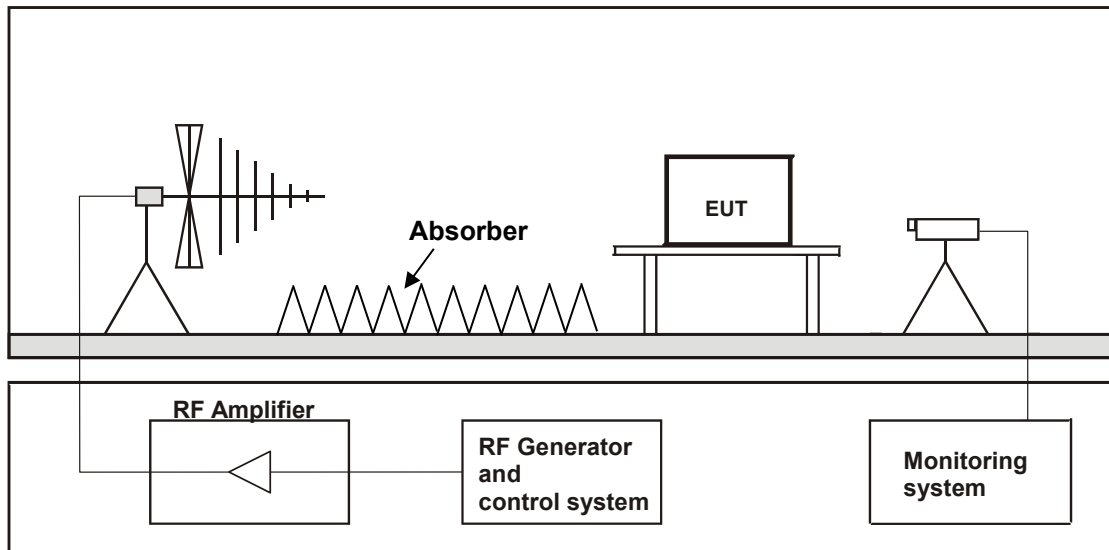 EUT
Absorber
RF Amplifier
RF Generator
and
control system
Monitoring
system